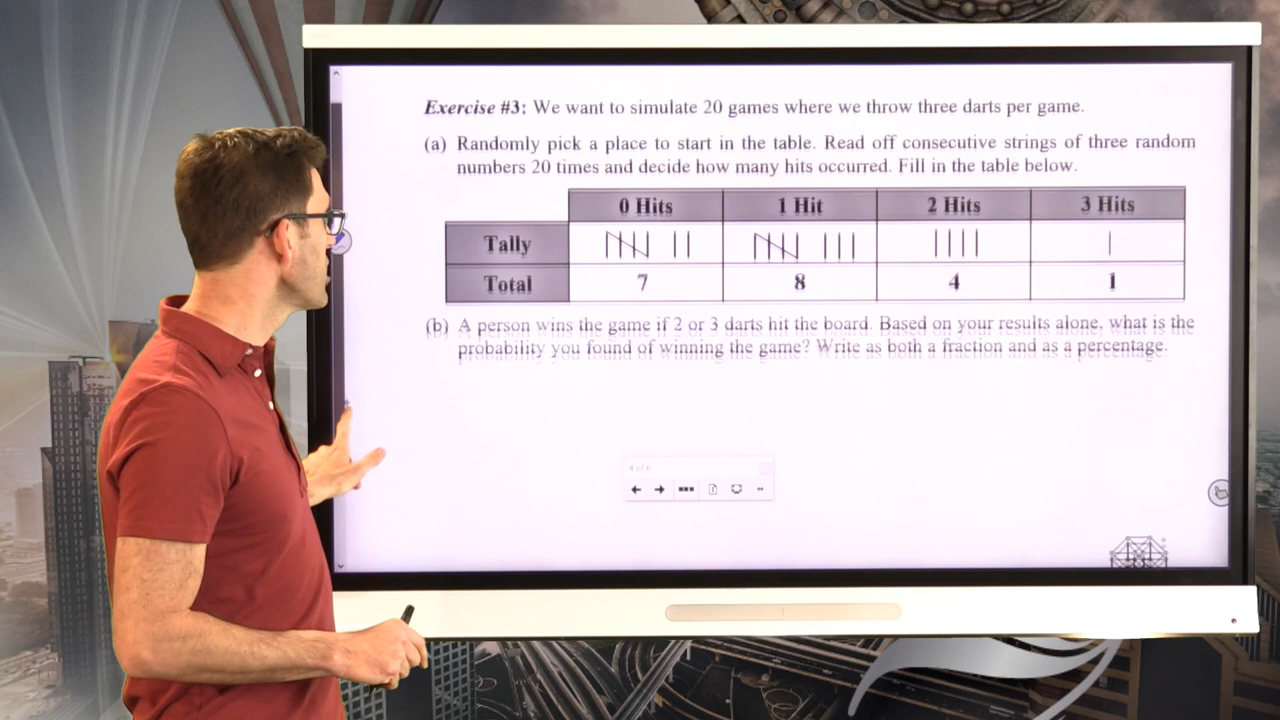 Exercise #3: We want to simulate 20 games where we throw three darts per game.
(a) Randomly pick a place to start in the table. Read off consecutive strings of three random
numbers 20 times and decide how many hits occurred. Fill in the table below.
0 Hits 1 Hit 2 Hits 3 Hits
Tally
Total 7 8 4 1
(b) A person wins the game if 2 or 3 darts hit the board. Based on your results alone, what is the
probability you found of winning the game? Write as both a fraction and as a percentage.
4 of 6